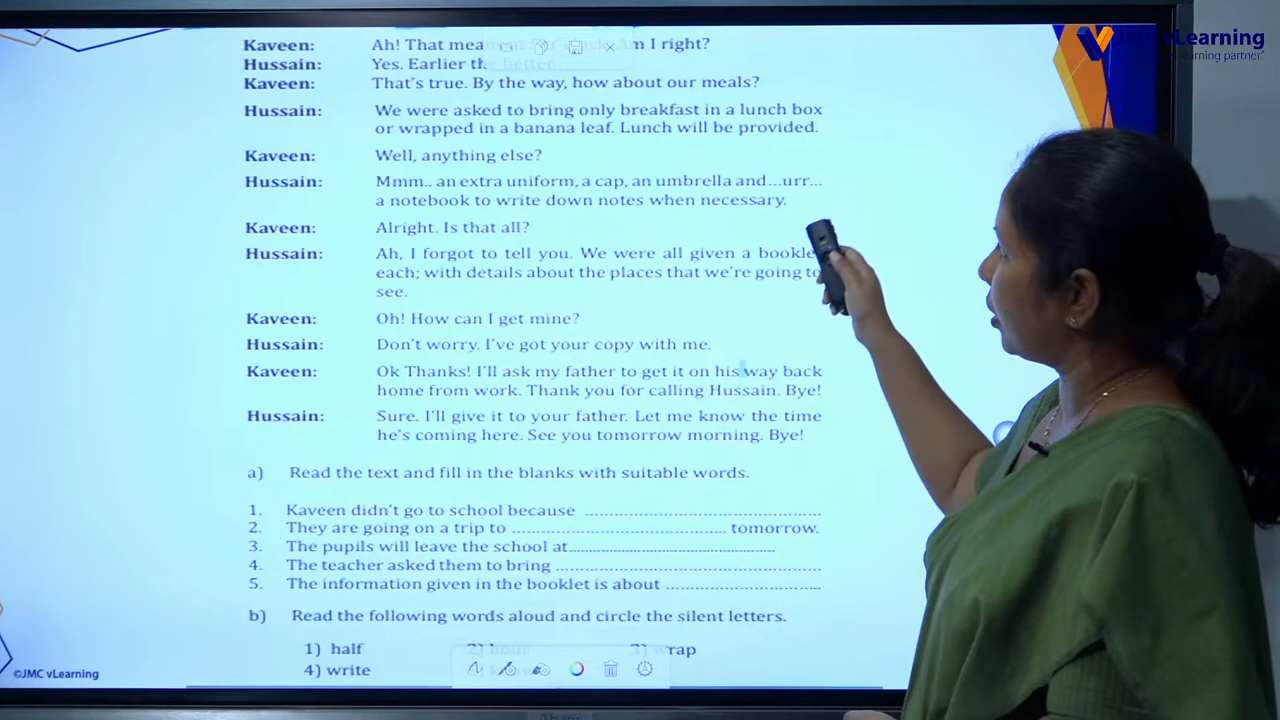 Kaveen: Ah! That mea I right?
Hussain: Yes. Earlier the better.
Kaveen: That's true. By the way, how about our meals?
Hussain: We were asked to bring only breakfast in a lunch box
or wrapped in a banana leaf. Lunch will be provided.
Kaveen: Well, anything else?
Hussain: Mmm.. an extra uniform, a cap, an umbrella and...urr...
a notebook to write down notes when necessary.
Kaveen: Alright. Is that all?
Hussain: Ah, I forgot to tell you. We were all given a bookle
each; with details about the places that we're going to
see.
Kaveen: Oh! How can I get mine?
Hussain: Don't worry. I've got your copy with me.
Kaveen: Ok Thanks! I'll ask my father to get it on his way back
home from work. Thank you for calling Hussain. Bye!
Hussain: Sure. I'll give it to your father. Let me know the time
he's coming here. See you tomorrow morning. Bye!
a) Read the text and fill in the blanks with suitable words.
1. Kaveen didn't go to school because ..........
2. They are going on a trip to .......... tomorrow.
3. The pupils will leave the school at..........
4. The teacher asked them to bring ..........
5. The information given in the booklet is about ..........
b) Read the following words aloud and circle the silent letters.
1) half 2) hour 3) wrap
4) write
©JMC vLearning
JMC vLearning
learning partner